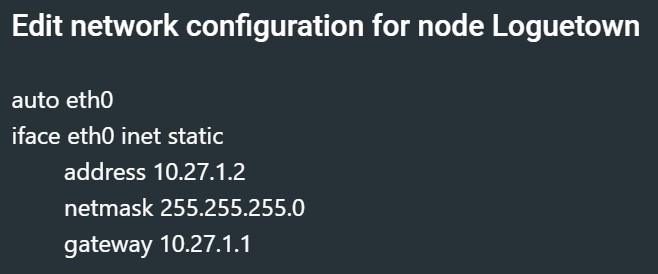 Edit network configuration for node Loguetown
auto eth0
iface eth0 inet static
address 10.27.1.2
netmask 255.255.255.0
gateway 10.27.1.1